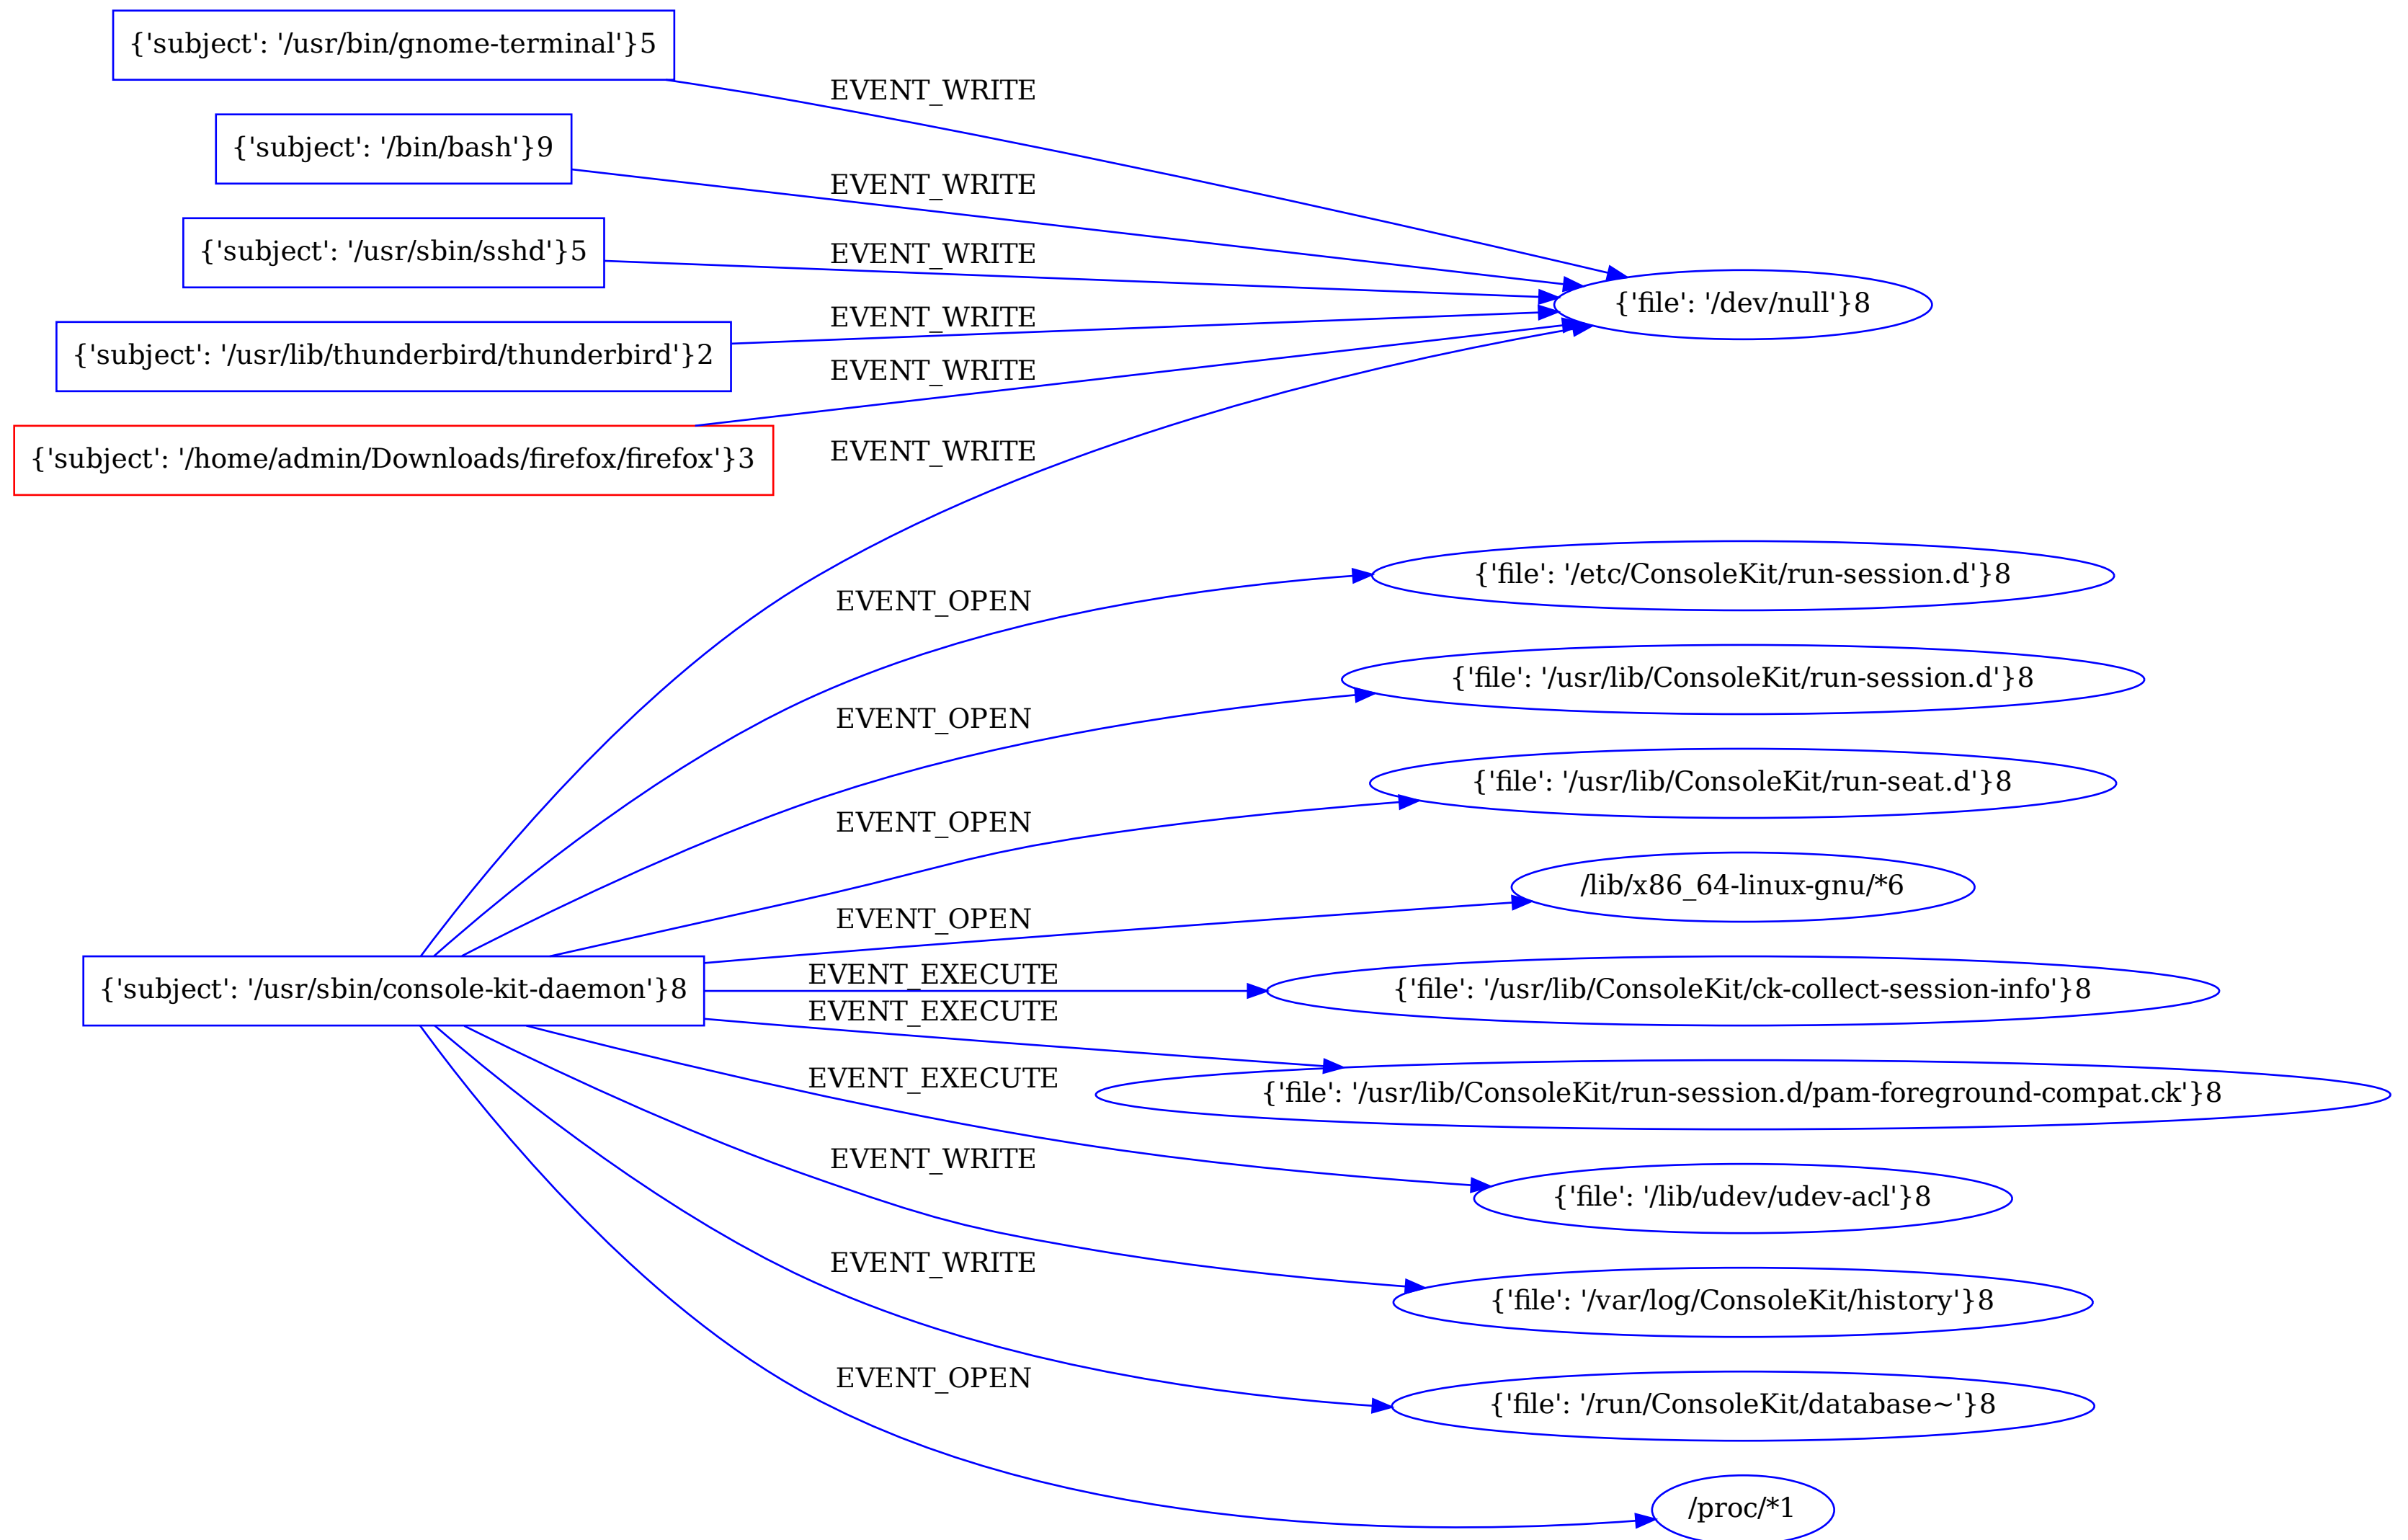 {'subject': '/usr/bin/gnome-terminal'}5
EVENT_WRITE
{'subject': '/bin/bash'}9
EVENT_WRITE
{'subject': '/usr/sbin/sshd'}5
EVENT_WRITE
{'file': '/dev/null'}8
{'subject': '/usr/lib/thunderbird/thunderbird'}2
EVENT_WRITE
EVENT_WRITE
{'subject': '/home/admin/Downloads/firefox/firefox'}3
EVENT_WRITE
{'file': '/etc/ConsoleKit/run-session.d'}8
EVENT_OPEN
{'file': '/usr/lib/ConsoleKit/run-session.d'}8
EVENT_OPEN
{'file': '/usr/lib/ConsoleKit/run-seat.d'}8
EVENT_OPEN
/lib/x86_64-linux-gnu/*6
EVENT_OPEN
{'subject': '/usr/sbin/console-kit-daemon'}8
EVENT_EXECUTE
{'file': '/usr/lib/ConsoleKit/ck-collect-session-info'}8
EVENT_EXECUTE
{'file': '/usr/lib/ConsoleKit/run-session.d/pam-foreground-compat.ck'}8
EVENT_EXECUTE
{'file': '/lib/udev/udev-acl'}8
EVENT_WRITE
{'file': '/var/log/ConsoleKit/history'}8
EVENT_WRITE
{'file': '/run/ConsoleKit/database~'}8
EVENT_OPEN
/proc/*1